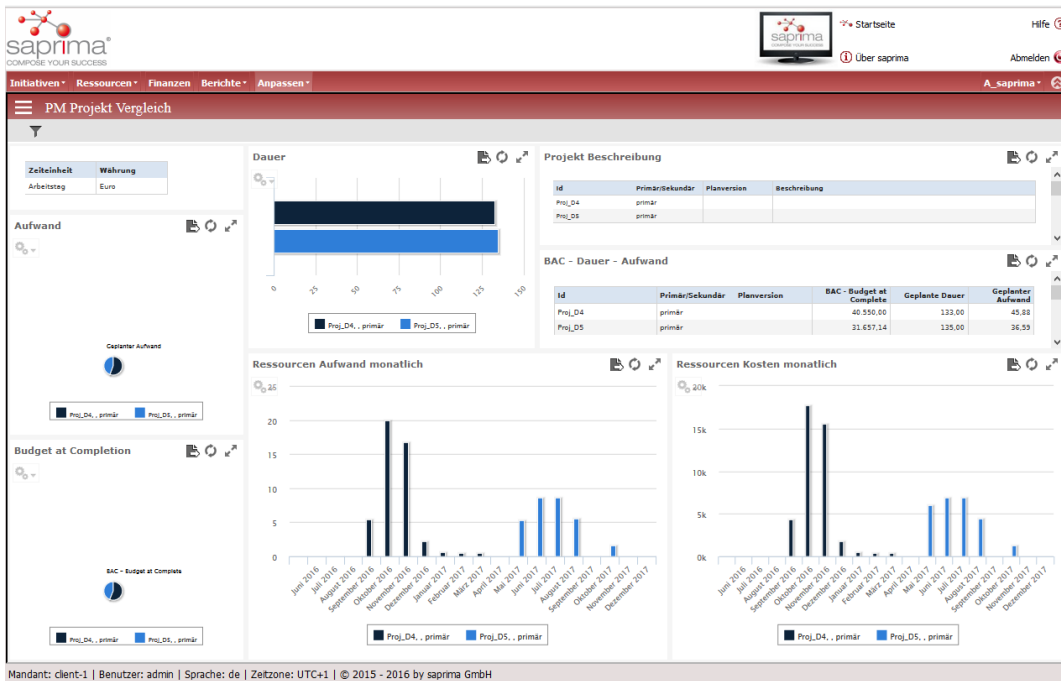 saprima®
COMPOSE YOUR SUCCESS
saprima
COMPOSE YOUR SUCCESS
Startseite
Hilfe
Über saprima
Abmelden
Initiativen Ressourcen Finanzen Berichte Anpassen A_saprima
PM Projekt Vergleich
Zeiteinheit Währung
Arbeitstag Euro
Aufwand
Geplanter Aufwand
Proj_D4, , primär Proj_D5, , primär
Budget at Completion
BAC - Budget at Complete
Proj_D4, , primär Proj_D5, , primär
Dauer
0 25 50 75 100 125 150
Proj_D4, , primär Proj_D5, , primär
Projekt Beschreibung
Id Primär/Sekundär Planversion Beschreibung
Proj_D4 primär
Proj_D5 primär
BAC - Dauer - Aufwand
Id Primär/Sekundär Planversion BAC - Budget at Complete Geplante Dauer Geplanter Aufwand
Proj_D4 primär 40.550,00 133,00 45,88
Proj_D5 primär 31.657,14 135,00 36,59
Ressourcen Aufwand monatlich
25
20
15
10
5
0
Juni 2016 Juli 2016 August 2016 September 2016 Oktober 2016 November 2016 Dezember 2016 Januar 2017 Februar 2017 März 2017 April 2017 Mai 2017 Juni 2017 Juli 2017 August 2017 September 2017 Oktober 2017 November 2017 Dezember 2017
Proj_D4, , primär Proj_D5, , primär
Ressourcen Kosten monatlich
20k
15k
10k
5k
0k
Juni 2016 Juli 2016 August 2016 September 2016 Oktober 2016 November 2016 Dezember 2016 Januar 2017 Februar 2017 März 2017 April 2017 Mai 2017 Juni 2017 Juli 2017 August 2017 September 2017 Oktober 2017 November 2017 Dezember 2017
Proj_D4, , primär Proj_D5, , primär
Mandant: client-1 | Benutzer: admin | Sprache: de | Zeitzone: UTC+1 | © 2015 - 2016 by saprima GmbH